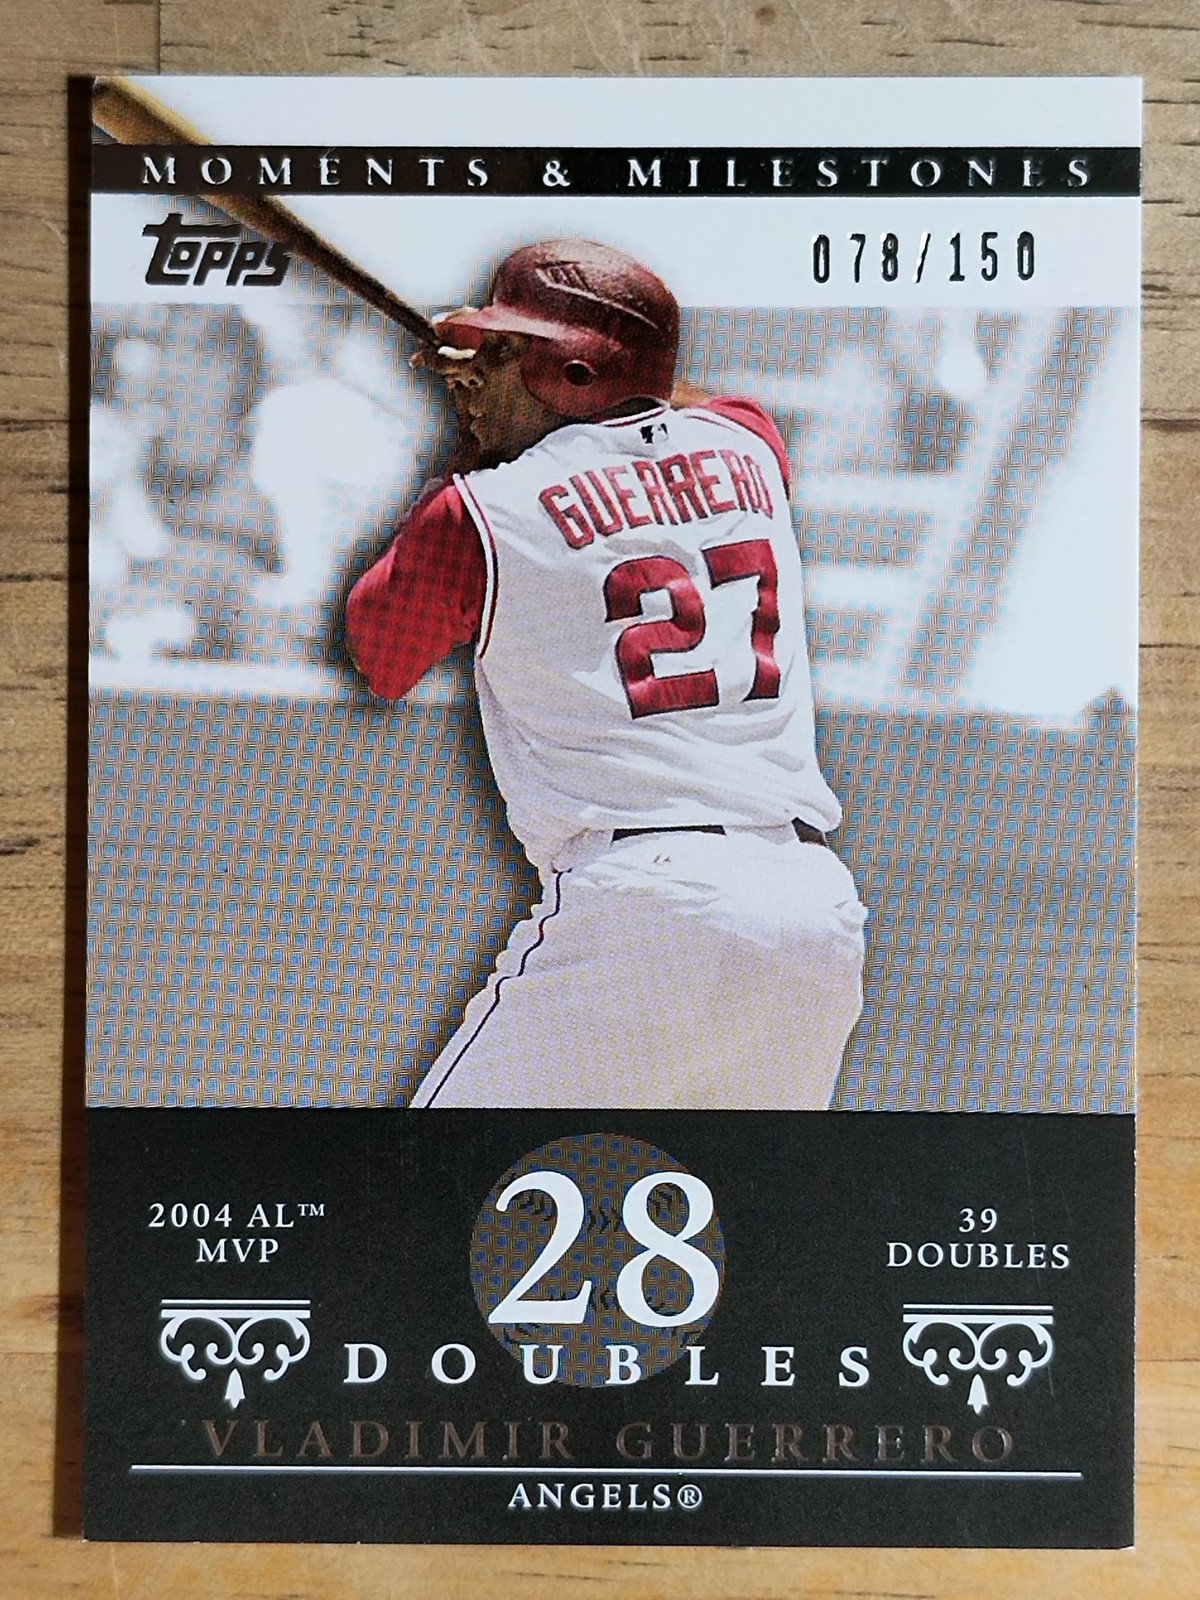 MOMENTS & MILESTONES
topps
078/150
GUERRERO
27
2004 AL™
MVP
28
DOUBLES
39
DOUBLES
VLADIMIR GUERRERO
ANGELS®